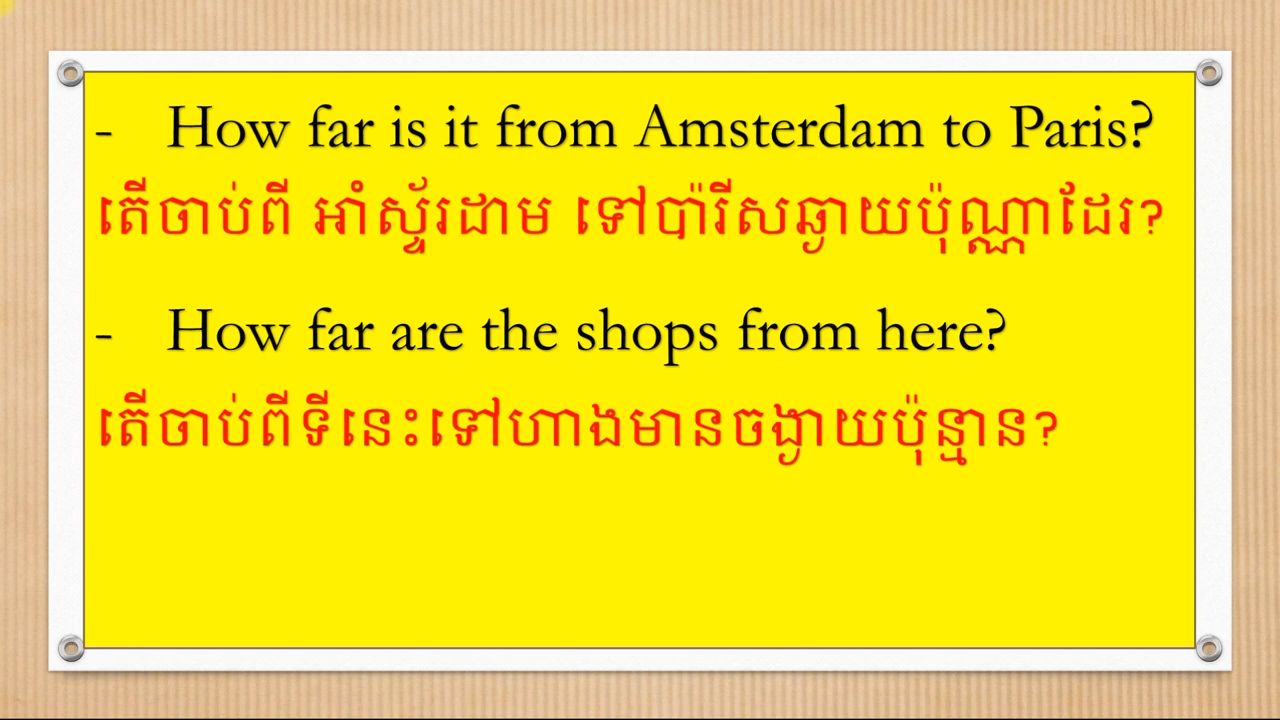 - How far is it from Amsterdam to Paris?
តើចាប់ពី អាំស្ទ័រដាម ទៅប៉ារីសឆ្ងាយប៉ុណ្ណាដែរ?
- How far are the shops from here?
តើចាប់ពីទីនេះទៅហាងមានចង្ងាយប៉ុន្មាន?